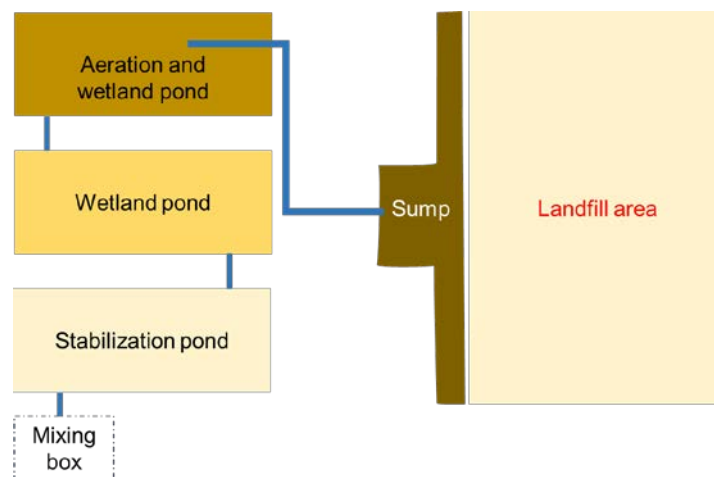 Aeration and
wetland pond
Wetland pond
Sump
Landfill area
Stabilization pond
Mixing
box